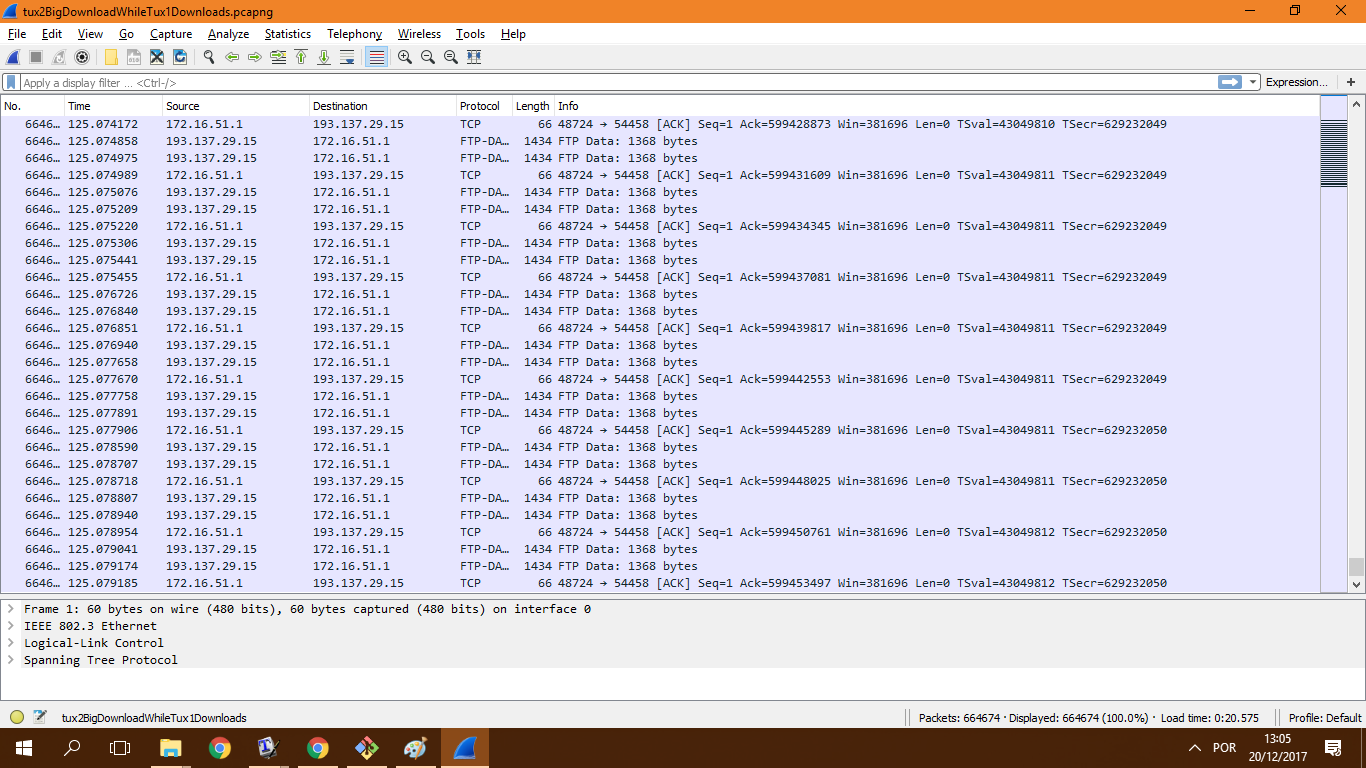 tux2BigDownloadWhileTux1Downloads.pcapng
File Edit View Go Capture Analyze Statistics Telephony Wireless Tools Help
Apply a display filter ... <Ctrl-/>
Expression... +
No. Time Source Destination Protocol Length Info
6646… 125.074172 172.16.51.1 193.137.29.15 TCP 66 48724 → 54458 [ACK] Seq=1 Ack=599428873 Win=381696 Len=0 TSval=43049810 TSecr=629232049
6646… 125.074858 193.137.29.15 172.16.51.1 FTP-DA… 1434 FTP Data: 1368 bytes
6646… 125.074975 193.137.29.15 172.16.51.1 FTP-DA… 1434 FTP Data: 1368 bytes
6646… 125.074989 172.16.51.1 193.137.29.15 TCP 66 48724 → 54458 [ACK] Seq=1 Ack=599431609 Win=381696 Len=0 TSval=43049811 TSecr=629232049
6646… 125.075076 193.137.29.15 172.16.51.1 FTP-DA… 1434 FTP Data: 1368 bytes
6646… 125.075209 193.137.29.15 172.16.51.1 FTP-DA… 1434 FTP Data: 1368 bytes
6646… 125.075220 172.16.51.1 193.137.29.15 TCP 66 48724 → 54458 [ACK] Seq=1 Ack=599434345 Win=381696 Len=0 TSval=43049811 TSecr=629232049
6646… 125.075306 193.137.29.15 172.16.51.1 FTP-DA… 1434 FTP Data: 1368 bytes
6646… 125.075441 193.137.29.15 172.16.51.1 FTP-DA… 1434 FTP Data: 1368 bytes
6646… 125.075455 172.16.51.1 193.137.29.15 TCP 66 48724 → 54458 [ACK] Seq=1 Ack=599437081 Win=381696 Len=0 TSval=43049811 TSecr=629232049
6646… 125.076726 193.137.29.15 172.16.51.1 FTP-DA… 1434 FTP Data: 1368 bytes
6646… 125.076840 193.137.29.15 172.16.51.1 FTP-DA… 1434 FTP Data: 1368 bytes
6646… 125.076851 172.16.51.1 193.137.29.15 TCP 66 48724 → 54458 [ACK] Seq=1 Ack=599439817 Win=381696 Len=0 TSval=43049811 TSecr=629232049
6646… 125.076940 193.137.29.15 172.16.51.1 FTP-DA… 1434 FTP Data: 1368 bytes
6646… 125.077658 193.137.29.15 172.16.51.1 FTP-DA… 1434 FTP Data: 1368 bytes
6646… 125.077670 172.16.51.1 193.137.29.15 TCP 66 48724 → 54458 [ACK] Seq=1 Ack=599442553 Win=381696 Len=0 TSval=43049811 TSecr=629232049
6646… 125.077758 193.137.29.15 172.16.51.1 FTP-DA… 1434 FTP Data: 1368 bytes
6646… 125.077891 193.137.29.15 172.16.51.1 FTP-DA… 1434 FTP Data: 1368 bytes
6646… 125.077906 172.16.51.1 193.137.29.15 TCP 66 48724 → 54458 [ACK] Seq=1 Ack=599445289 Win=381696 Len=0 TSval=43049811 TSecr=629232050
6646… 125.078590 193.137.29.15 172.16.51.1 FTP-DA… 1434 FTP Data: 1368 bytes
6646… 125.078707 193.137.29.15 172.16.51.1 FTP-DA… 1434 FTP Data: 1368 bytes
6646… 125.078718 172.16.51.1 193.137.29.15 TCP 66 48724 → 54458 [ACK] Seq=1 Ack=599448025 Win=381696 Len=0 TSval=43049811 TSecr=629232050
6646… 125.078807 193.137.29.15 172.16.51.1 FTP-DA… 1434 FTP Data: 1368 bytes
6646… 125.078940 193.137.29.15 172.16.51.1 FTP-DA… 1434 FTP Data: 1368 bytes
6646… 125.078954 172.16.51.1 193.137.29.15 TCP 66 48724 → 54458 [ACK] Seq=1 Ack=599450761 Win=381696 Len=0 TSval=43049812 TSecr=629232050
6646… 125.079041 193.137.29.15 172.16.51.1 FTP-DA… 1434 FTP Data: 1368 bytes
6646… 125.079174 193.137.29.15 172.16.51.1 FTP-DA… 1434 FTP Data: 1368 bytes
6646… 125.079185 172.16.51.1 193.137.29.15 TCP 66 48724 → 54458 [ACK] Seq=1 Ack=599453497 Win=381696 Len=0 TSval=43049812 TSecr=629232050
Frame 1: 60 bytes on wire (480 bits), 60 bytes captured (480 bits) on interface 0
IEEE 802.3 Ethernet
Logical-Link Control
Spanning Tree Protocol
tux2BigDownloadWhileTux1Downloads
Packets: 664674 · Displayed: 664674 (100.0%) · Load time: 0:20.575
Profile: Default
POR
13:05
20/12/2017